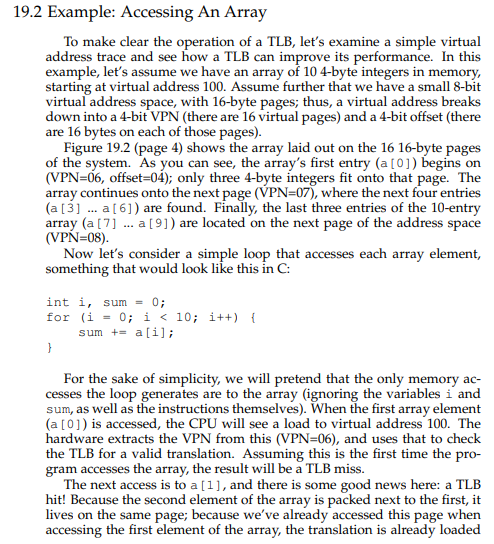 19.2 Example: Accessing An Array
To make clear the operation of a TLB, let's examine a simple virtual
address trace and see how a TLB can improve its performance. In this
example, let's assume we have an array of 10 4-byte integers in memory,
starting at virtual address 100. Assume further that we have a small 8-bit
virtual address space, with 16-byte pages; thus, a virtual address breaks
down into a 4-bit VPN (there are 16 virtual pages) and a 4-bit offset (there
are 16 bytes on each of those pages).
Figure 19.2 (page 4) shows the array laid out on the 16 16-byte pages
of the system. As you can see, the array's first entry (a[0]) begins on
(VPN=06, offset=04); only three 4-byte integers fit onto that page. The
array continues onto the next page (VPN=07), where the next four entries
(a[3] ... a[6]) are found. Finally, the last three entries of the 10-entry
array (a[7] ... a[9]) are located on the next page of the address space
(VPN=08).
Now let's consider a simple loop that accesses each array element,
something that would look like this in C:
int i, sum = 0;
for (i = 0; i < 10; i++) {
    sum += a[i];
}
For the sake of simplicity, we will pretend that the only memory ac-
cesses the loop generates are to the array (ignoring the variables i and
sum, as well as the instructions themselves). When the first array element
(a[0]) is accessed, the CPU will see a load to virtual address 100. The
hardware extracts the VPN from this (VPN=06), and uses that to check
the TLB for a valid translation. Assuming this is the first time the pro-
gram accesses the array, the result will be a TLB miss.
The next access is to a[1], and there is some good news here: a TLB
hit! Because the second element of the array is packed next to the first, it
lives on the same page; because we've already accessed this page when
accessing the first element of the array, the translation is already loaded